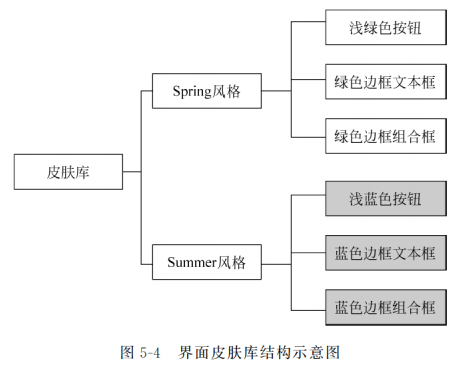 皮肤库
Spring风格
浅绿色按钮
绿色边框文本框
绿色边框组合框
Summer风格
浅蓝色按钮
蓝色边框文本框
蓝色边框组合框
图 5-4 界面皮肤库结构示意图